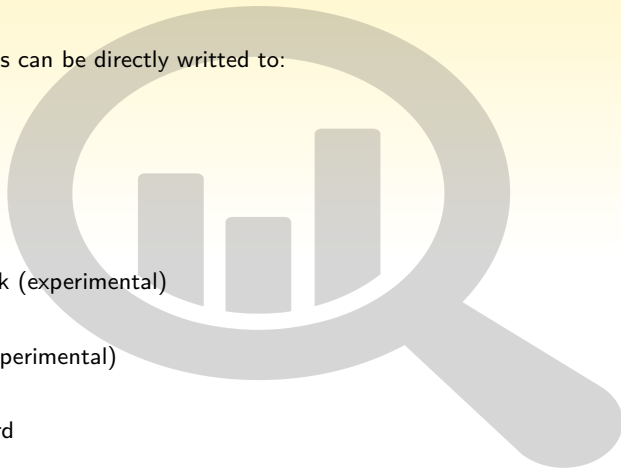 s can be directly writted to:
k (experimental)
perimental)
rd